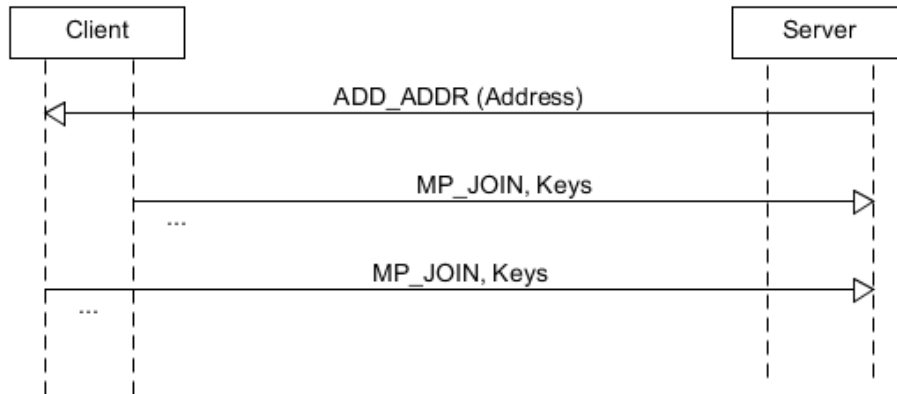 Client
Server
ADD_ADDR (Address)
MP_JOIN, Keys
...
MP_JOIN, Keys
...